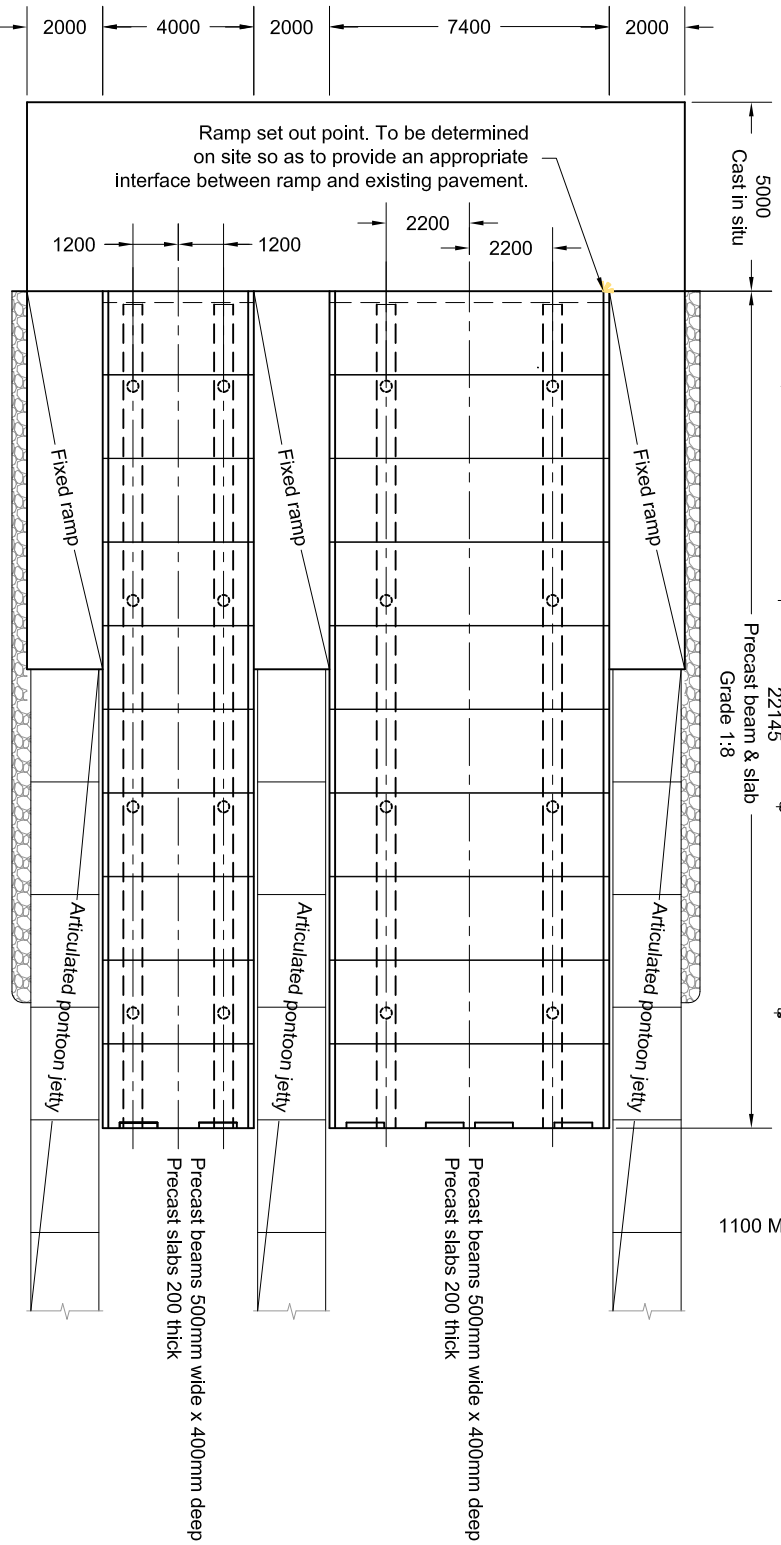 2000
4000
2000
7400
2000
Ramp set out point. To be determined
on site so as to provide an appropriate
interface between ramp and existing pavement.
5000
Cast in situ
2200
2200
1200
1200
Fixed ramp
Fixed ramp
Fixed ramp
22145
Precast beam & slab
Grade 1:8
Articulated pontoon jetty
Articulated pontoon jetty
Articulated pontoon jetty
Precast beams 500mm wide x 400mm deep
Precast slabs 200 thick
Precast beams 500mm wide x 400mm deep
Precast slabs 200 thick
1100 M